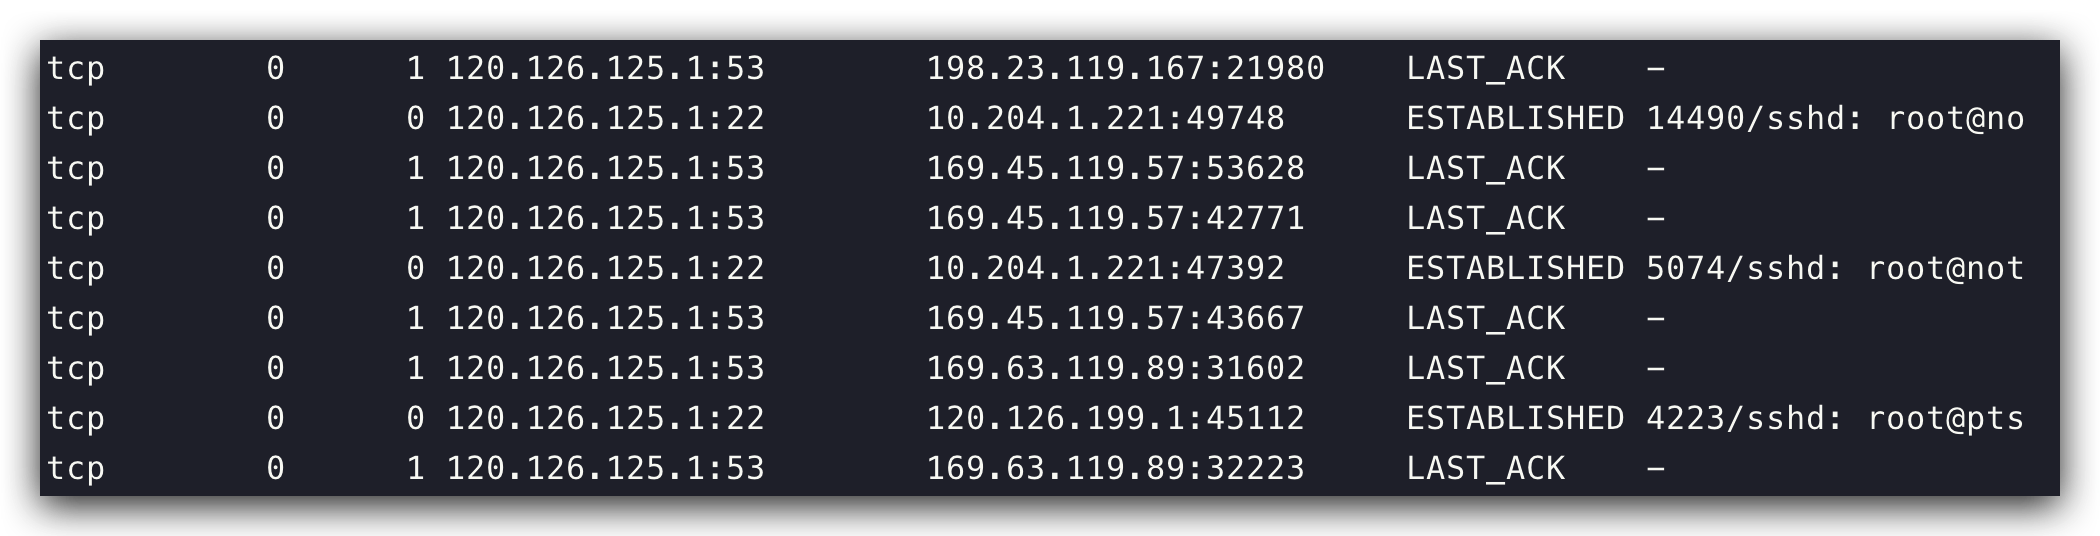 tcp        0      1 120.126.125.1:53        198.23.119.167:21980    LAST_ACK    -
tcp        0      0 120.126.125.1:22        10.204.1.221:49748      ESTABLISHED 14490/sshd: root@no
tcp        0      1 120.126.125.1:53        169.45.119.57:53628     LAST_ACK    -
tcp        0      1 120.126.125.1:53        169.45.119.57:42771     LAST_ACK    -
tcp        0      0 120.126.125.1:22        10.204.1.221:47392      ESTABLISHED 5074/sshd: root@not
tcp        0      1 120.126.125.1:53        169.45.119.57:43667     LAST_ACK    -
tcp        0      1 120.126.125.1:53        169.63.119.89:31602     LAST_ACK    -
tcp        0      0 120.126.125.1:22        120.126.199.1:45112     ESTABLISHED 4223/sshd: root@pts
tcp        0      1 120.126.125.1:53        169.63.119.89:32223     LAST_ACK    -